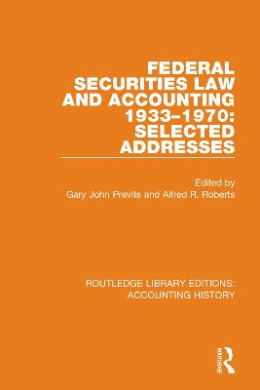 FEDERAL
SECURITIES LAW
AND ACCOUNTING
1933–1970:
SELECTED
ADDRESSES
Edited by
Gary John Previts and Alfred R. Roberts
ROUTLEDGE LIBRARY EDITIONS:
ACCOUNTING HISTORY
ROUTLEDGE